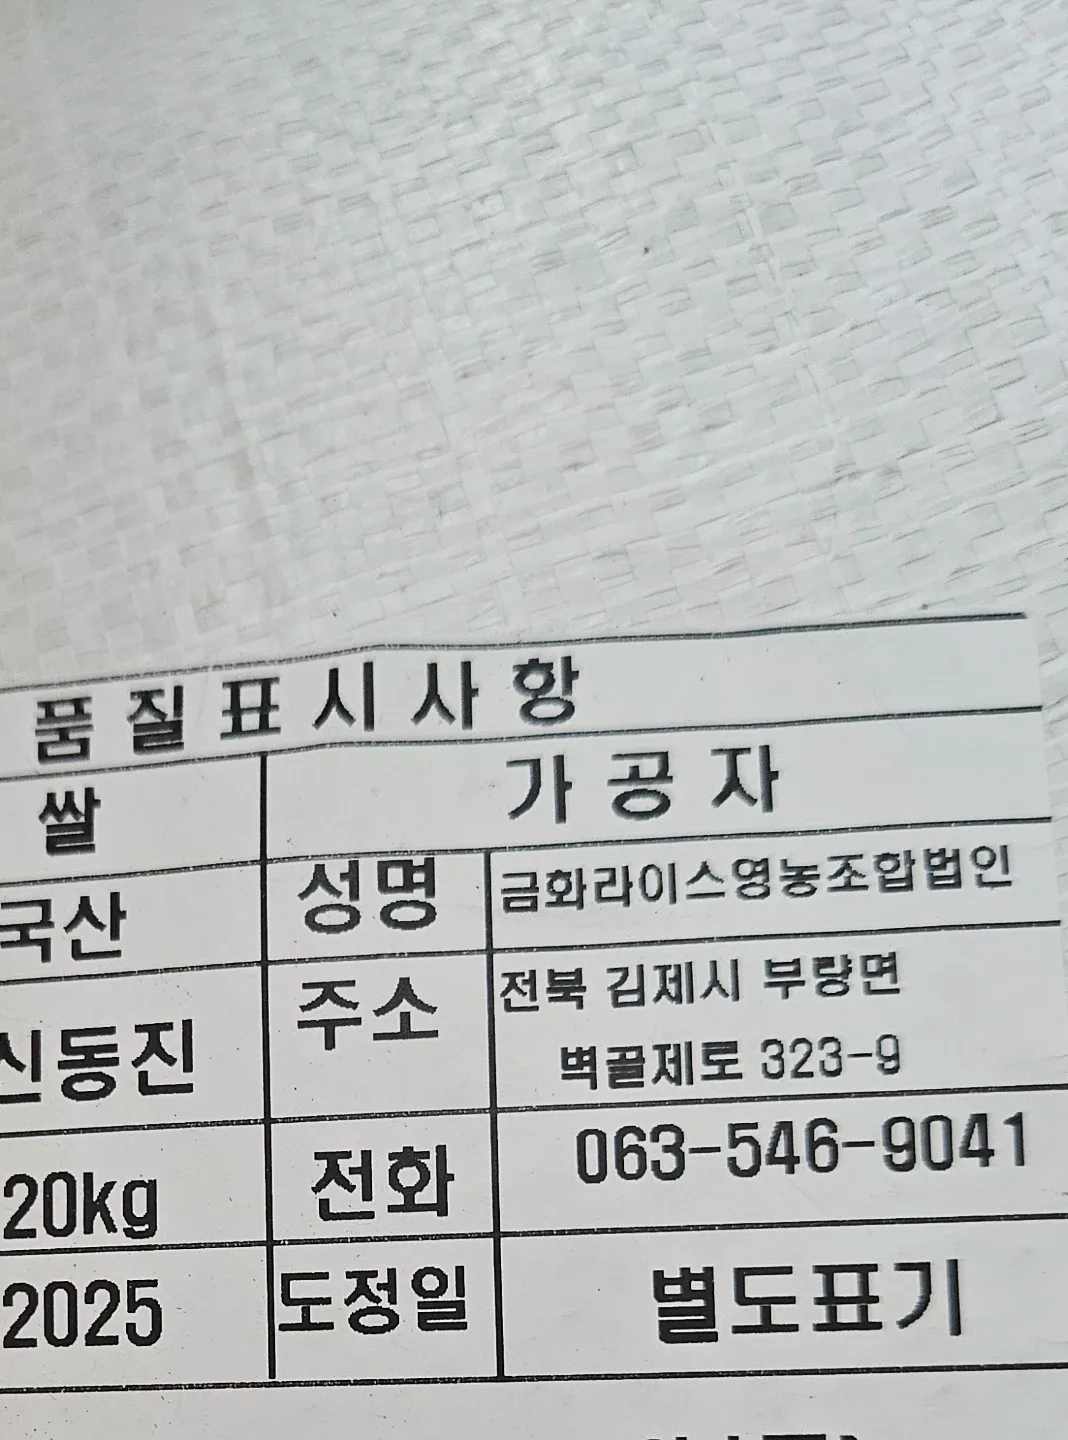 품질표시사항
쌀 가공자
국산 성명 금화라이스영농조합법인
신동진 주소 전북 김제시 부량면
벽골제로 323-9
20kg 전화 063-546-9041
2025 도정일 별도표기